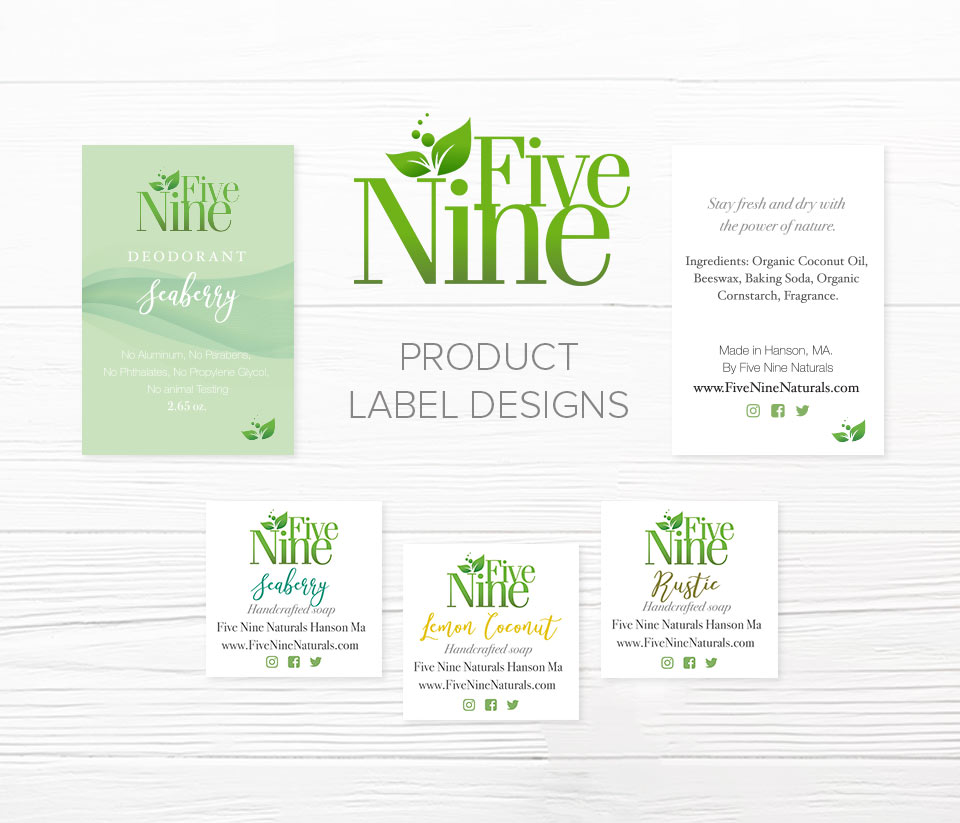 Five
Nine
PRODUCT
LABEL DESIGNS
Five
Nine
DEODORANT
Seaberry
No Aluminum, No Parabens,
No Phthalates, No Propylene Glycol,
No animal Testing
2.65 oz.
Stay fresh and dry with
the power of nature.
Ingredients: Organic Coconut Oil,
Beeswax, Baking Soda, Organic
Cornstarch, Fragrance.
Made in Hanson, MA.
By Five Nine Naturals
www.FiveNineNaturals.com
Five
Nine
Seaberry
Handcrafted soap
Five Nine Naturals Hanson Ma
www.FiveNineNaturals.com
Five
Nine
Lemon Coconut
Handcrafted soap
Five Nine Naturals Hanson Ma
www.FiveNineNaturals.com
Five
Nine
Rustic
Handcrafted soap
Five Nine Naturals Hanson Ma
www.FiveNineNaturals.com